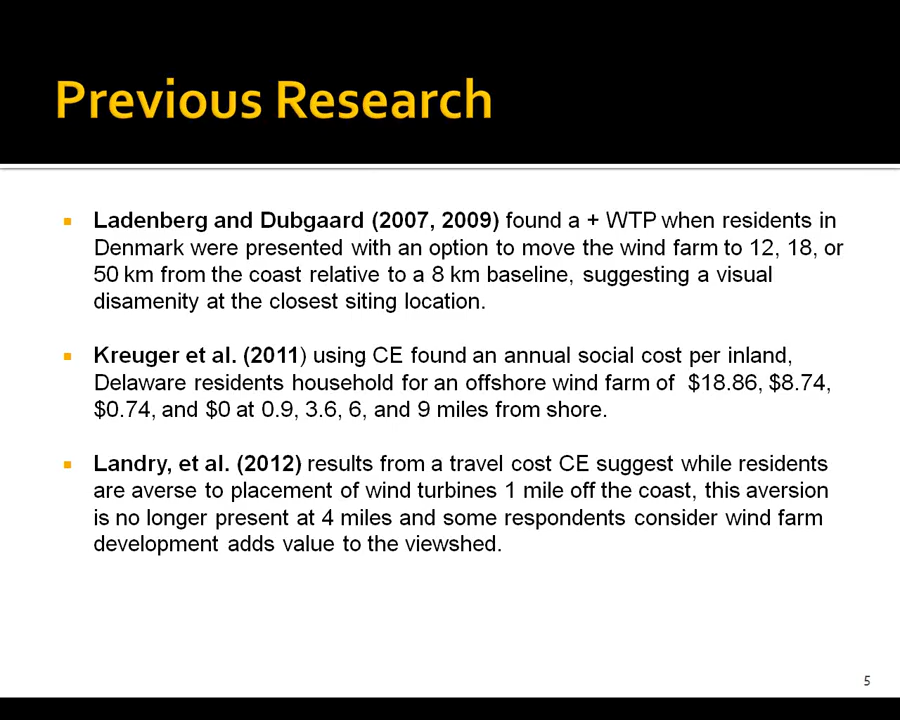 Previous Research
Ladenberg and Dubgaard (2007, 2009) found a + WTP when residents in
Denmark were presented with an option to move the wind farm to 12, 18, or
50 km from the coast relative to a 8 km baseline, suggesting a visual
disamenity at the closest siting location.
Kreuger et al. (2011) using CE found an annual social cost per inland,
Delaware residents household for an offshore wind farm of $18.86, $8.74,
$0.74, and $0 at 0.9, 3.6, 6, and 9 miles from shore.
Landry, et al. (2012) results from a travel cost CE suggest while residents
are averse to placement of wind turbines 1 mile off the coast, this aversion
is no longer present at 4 miles and some respondents consider wind farm
development adds value to the viewshed.
5